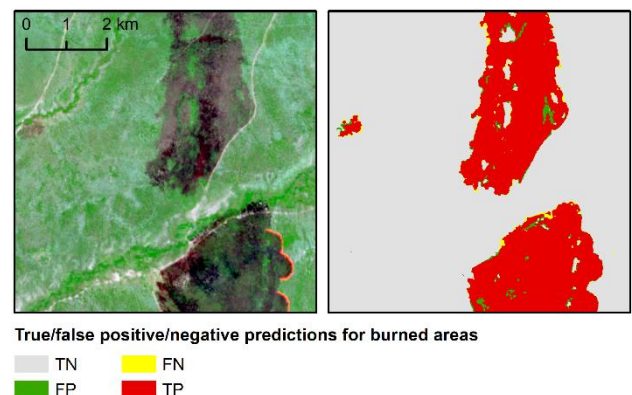 0 1 2 km
True/false positive/negative predictions for burned areas
TN FN
FP TP